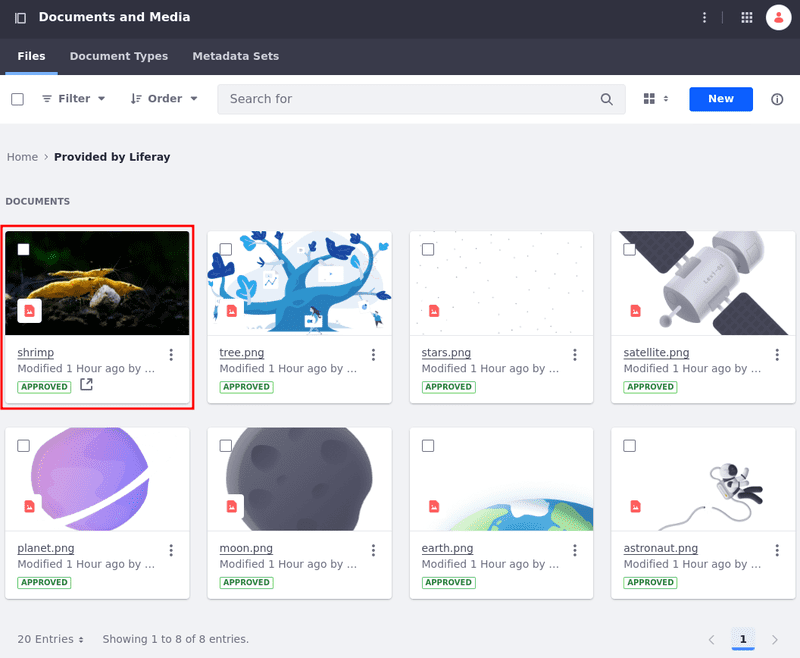 Documents and Media
Files Document Types Metadata Sets
Filter Order Search for New
Home > Provided by Liferay
DOCUMENTS
shrimp
Modified 1 Hour ago by ...
APPROVED
tree.png
Modified 1 Hour ago by ...
APPROVED
stars.png
Modified 1 Hour ago by ...
APPROVED
satellite.png
Modified 1 Hour ago by ...
APPROVED
planet.png
Modified 1 Hour ago by ...
APPROVED
moon.png
Modified 1 Hour ago by ...
APPROVED
earth.png
Modified 1 Hour ago by ...
APPROVED
astronaut.png
Modified 1 Hour ago by ...
APPROVED
20 Entries Showing 1 to 8 of 8 entries. 1